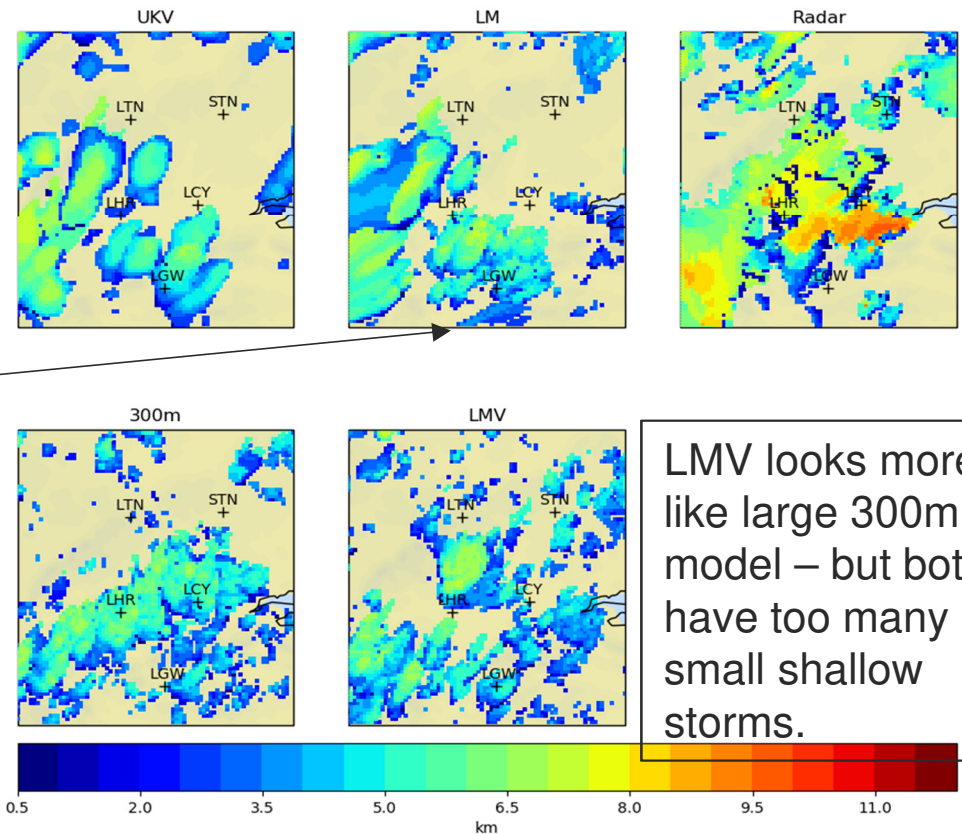 UKV
LM
Radar
LTN
STN
LHR
LCY
LGW
LTN
STN
LHR
LCY
LGW
LTN
STN
LHR
LCY
LGW
300m
LMV
LTN
STN
LHR
LCY
LGW
LTN
STN
LHR
LCY
LGW
LMV looks more
like large 300m
model – but bot
have too many
small shallow
storms.
0.5 2.0 3.5 5.0 6.5 8.0 9.5 11.0
km